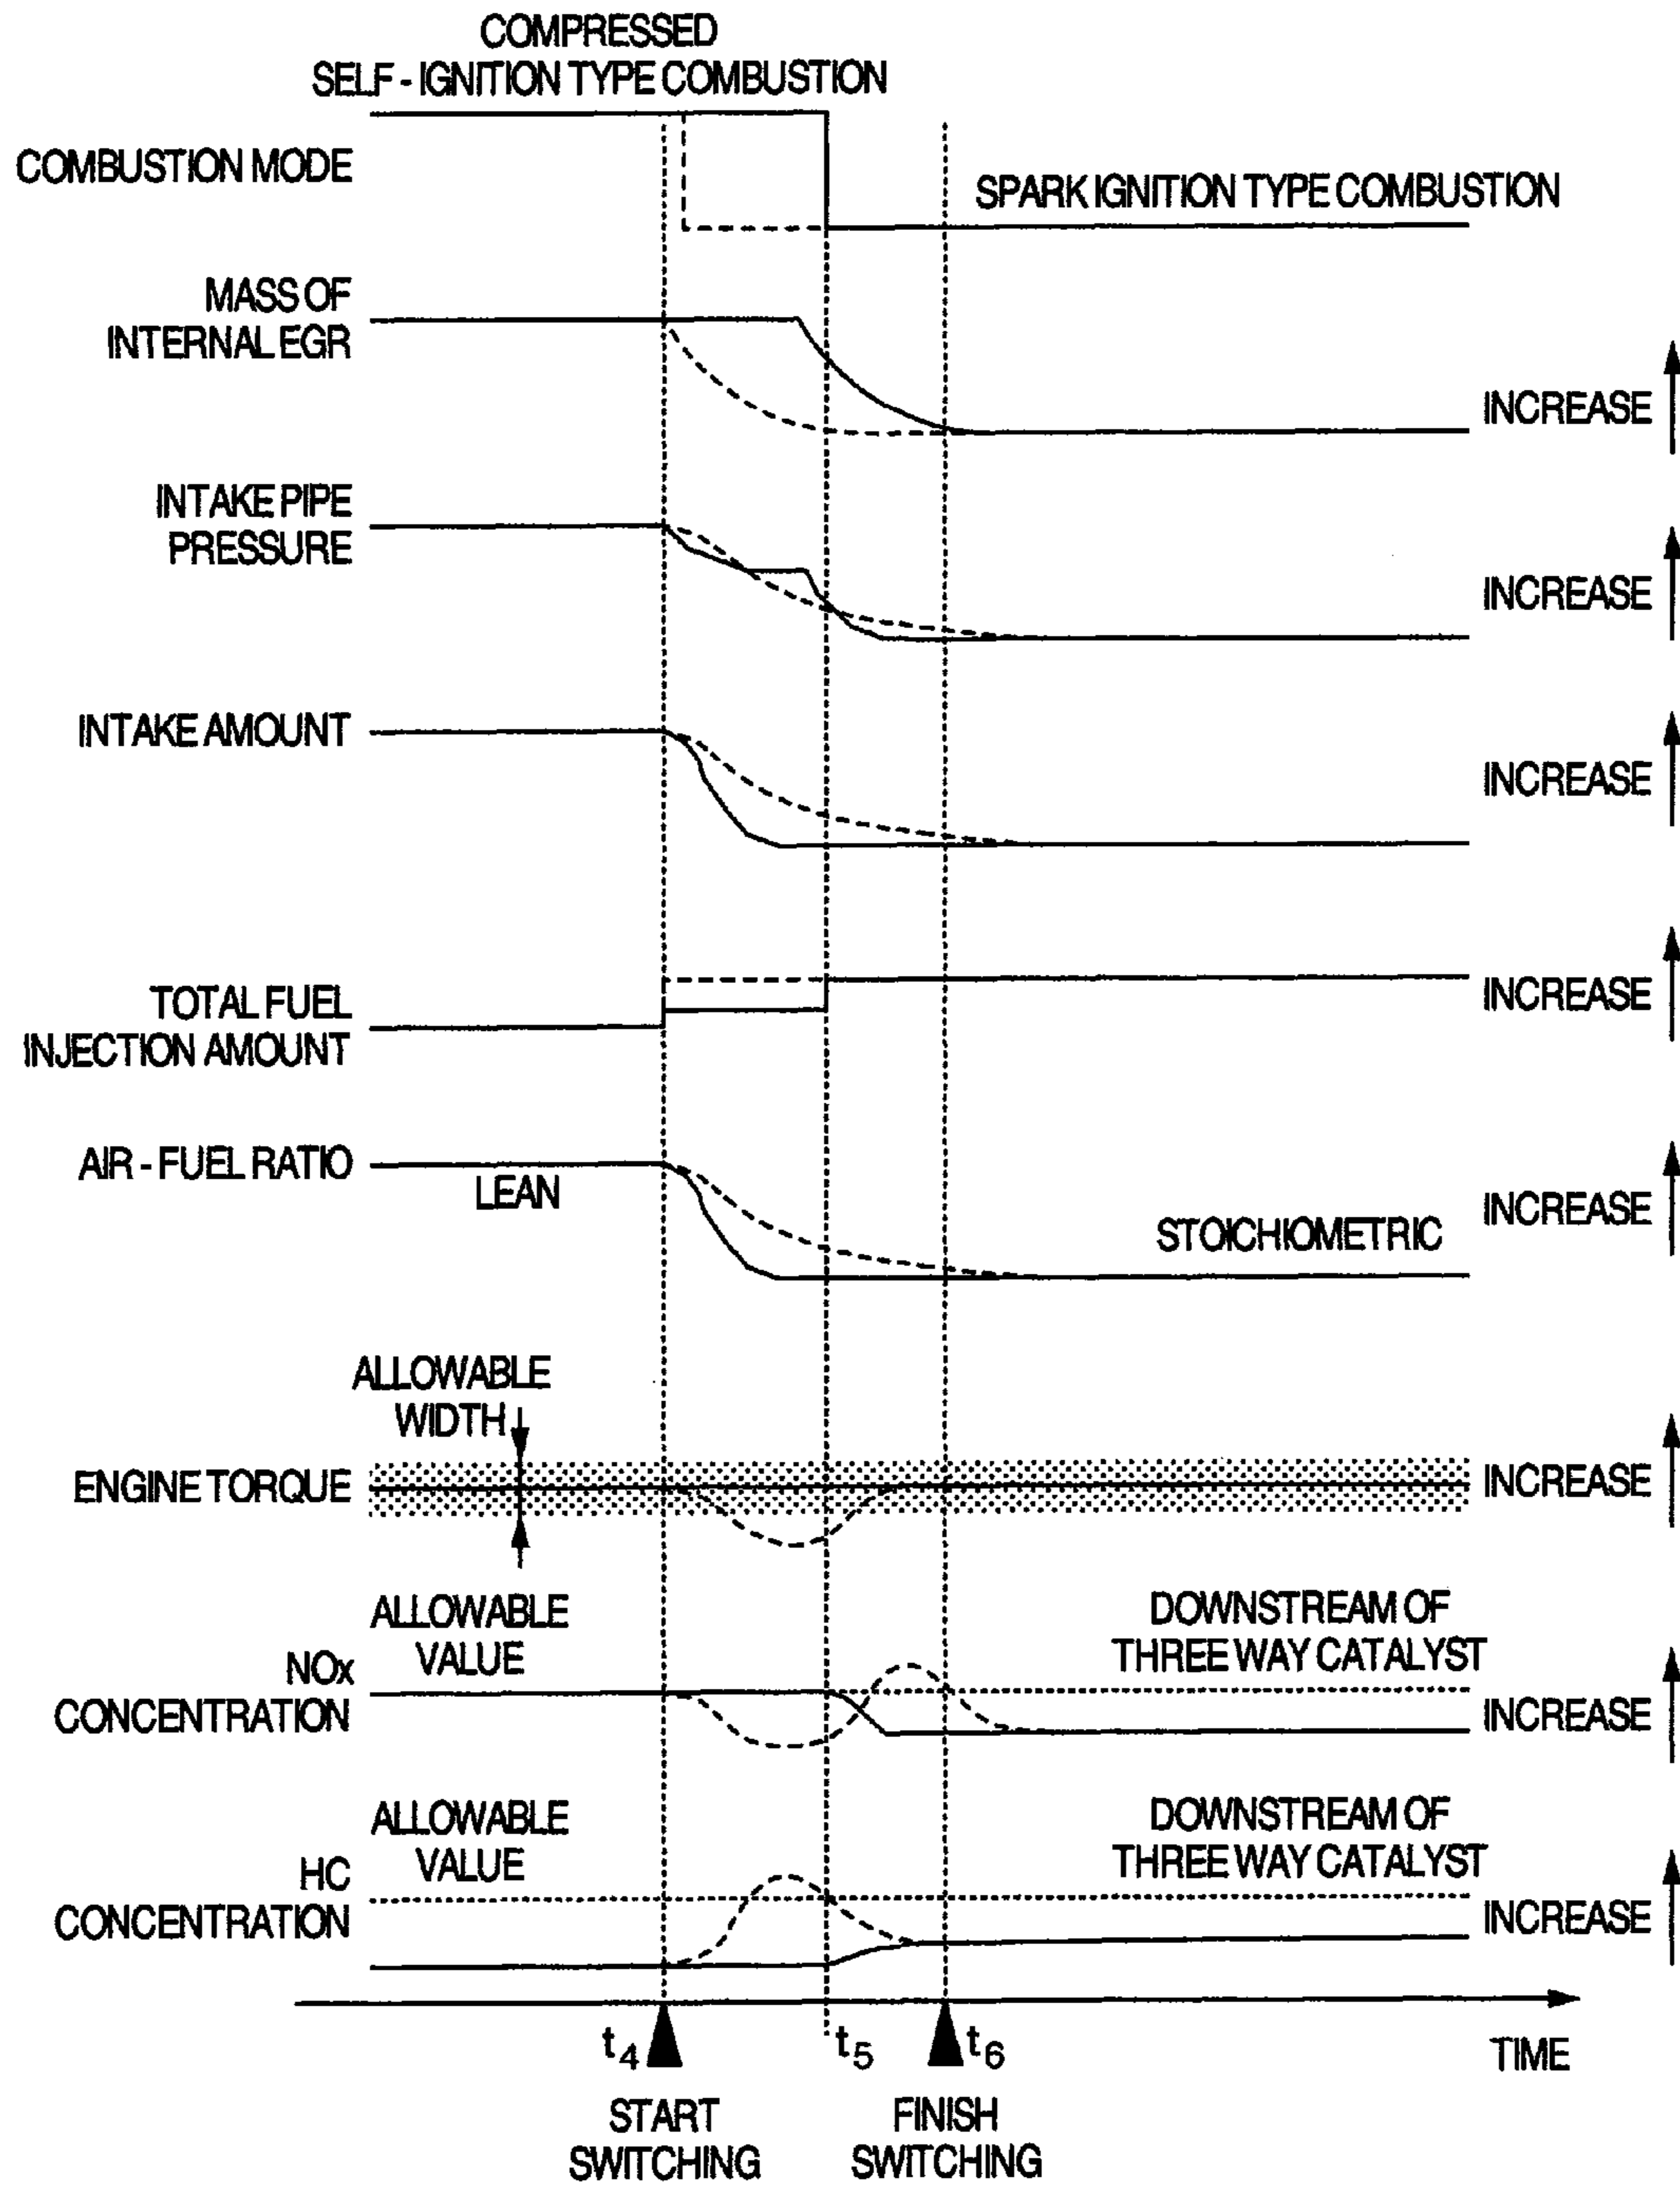 COMPRESSED
SELF - IGNITION TYPE COMBUSTION
COMBUSTION MODE
SPARK IGNITION TYPE COMBUSTION
MASS OF
INTERNAL EGR
INCREASE
INTAKE PIPE
PRESSURE
INCREASE
INTAKE AMOUNT
INCREASE
TOTAL FUEL
INJECTION AMOUNT
INCREASE
AIR - FUEL RATIO
LEAN
STOICHIOMETRIC
INCREASE
ALLOWABLE
WIDTH
ENGINE TORQUE
INCREASE
ALLOWABLE
VALUE
DOWNSTREAM OF
THREE WAY CATALYST
NOx
CONCENTRATION
INCREASE
ALLOWABLE
VALUE
DOWNSTREAM OF
THREE WAY CATALYST
HC
CONCENTRATION
INCREASE
t4
t5
t6
TIME
START
SWITCHING
FINISH
SWITCHING